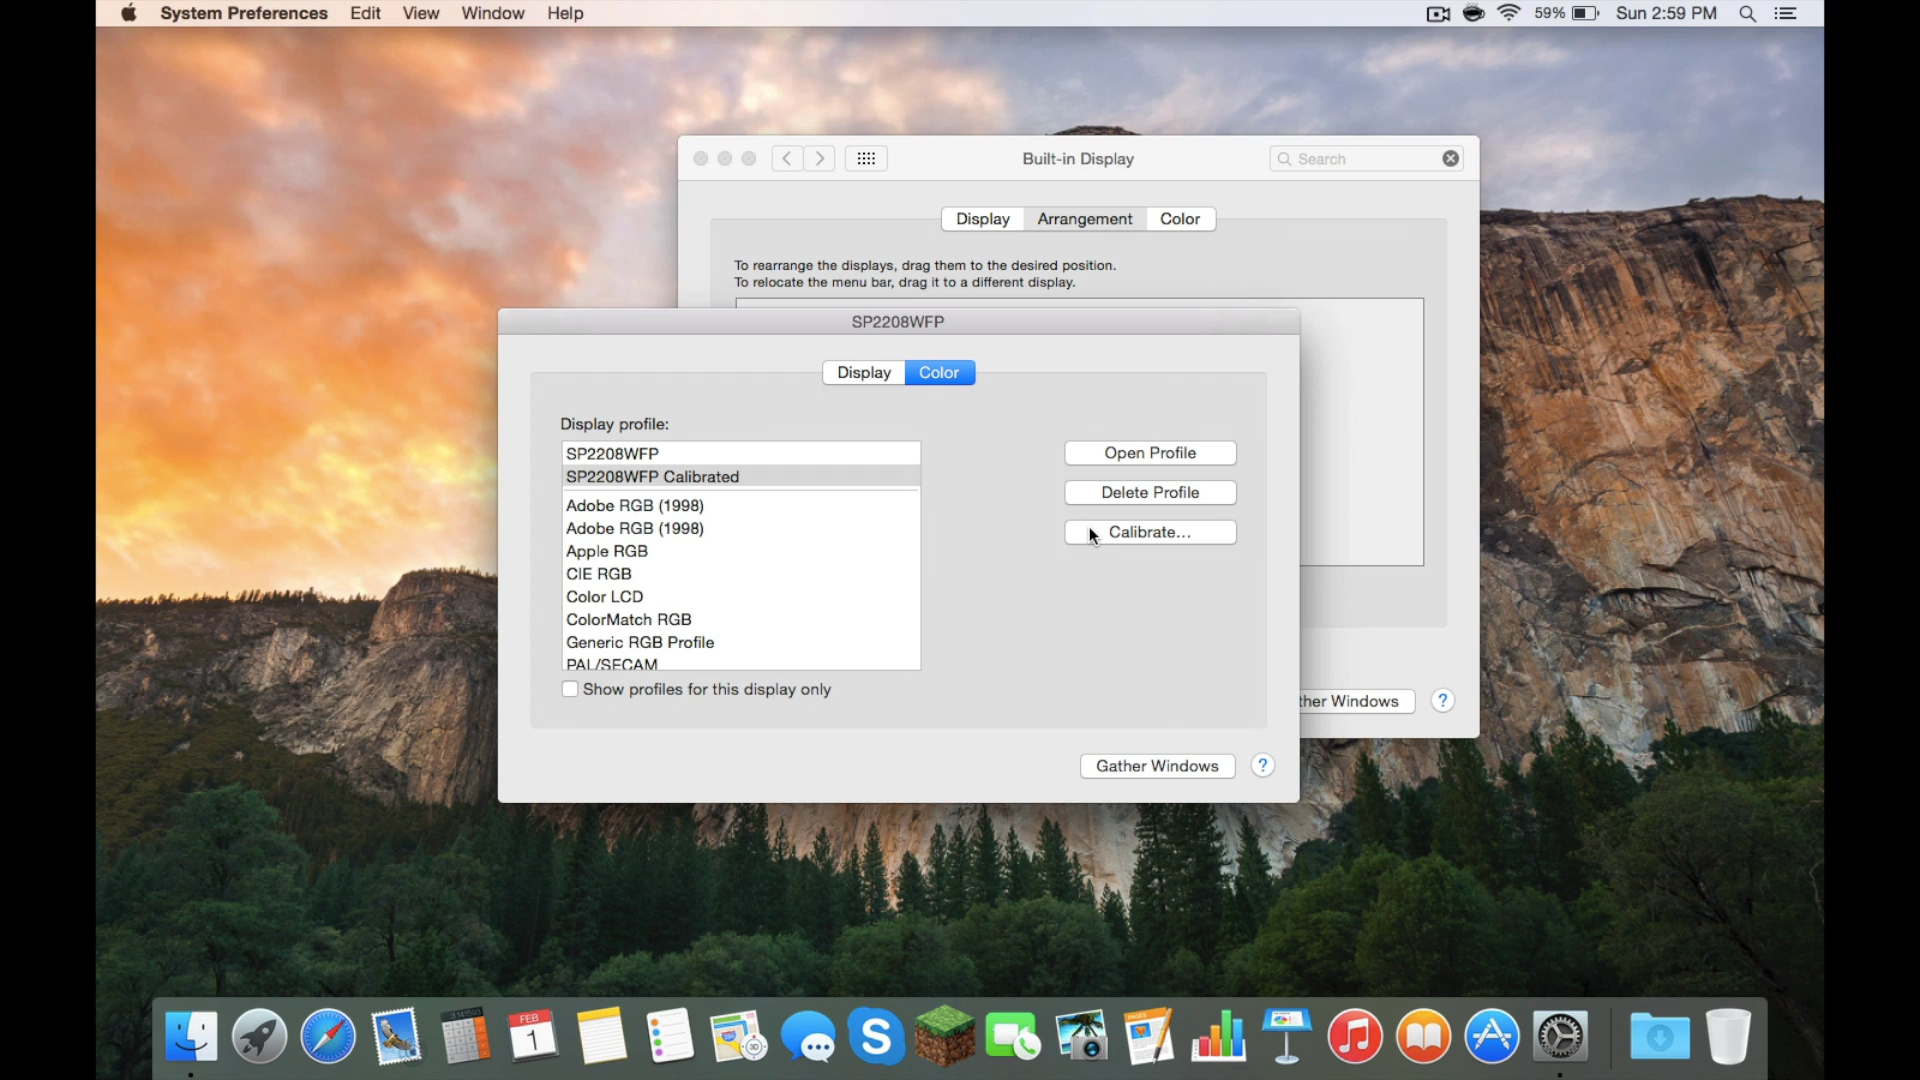 System Preferences Edit View Window Help 59% Sun 2:59 PM
Built-in Display
Search
Display Arrangement Color
To rearrange the displays, drag them to the desired position.
To relocate the menu bar, drag it to a different display.
SP2208WFP
Display Color
Display profile:
SP2208WFP
SP2208WFP Calibrated
Adobe RGB (1998)
Adobe RGB (1998)
Apple RGB
CIE RGB
Color LCD
ColorMatch RGB
Generic RGB Profile
PAL/SECAM
Open Profile
Delete Profile
Calibrate...
Show profiles for this display only
ther Windows ?
Gather Windows ?
FEB
1
30
S
PAGES